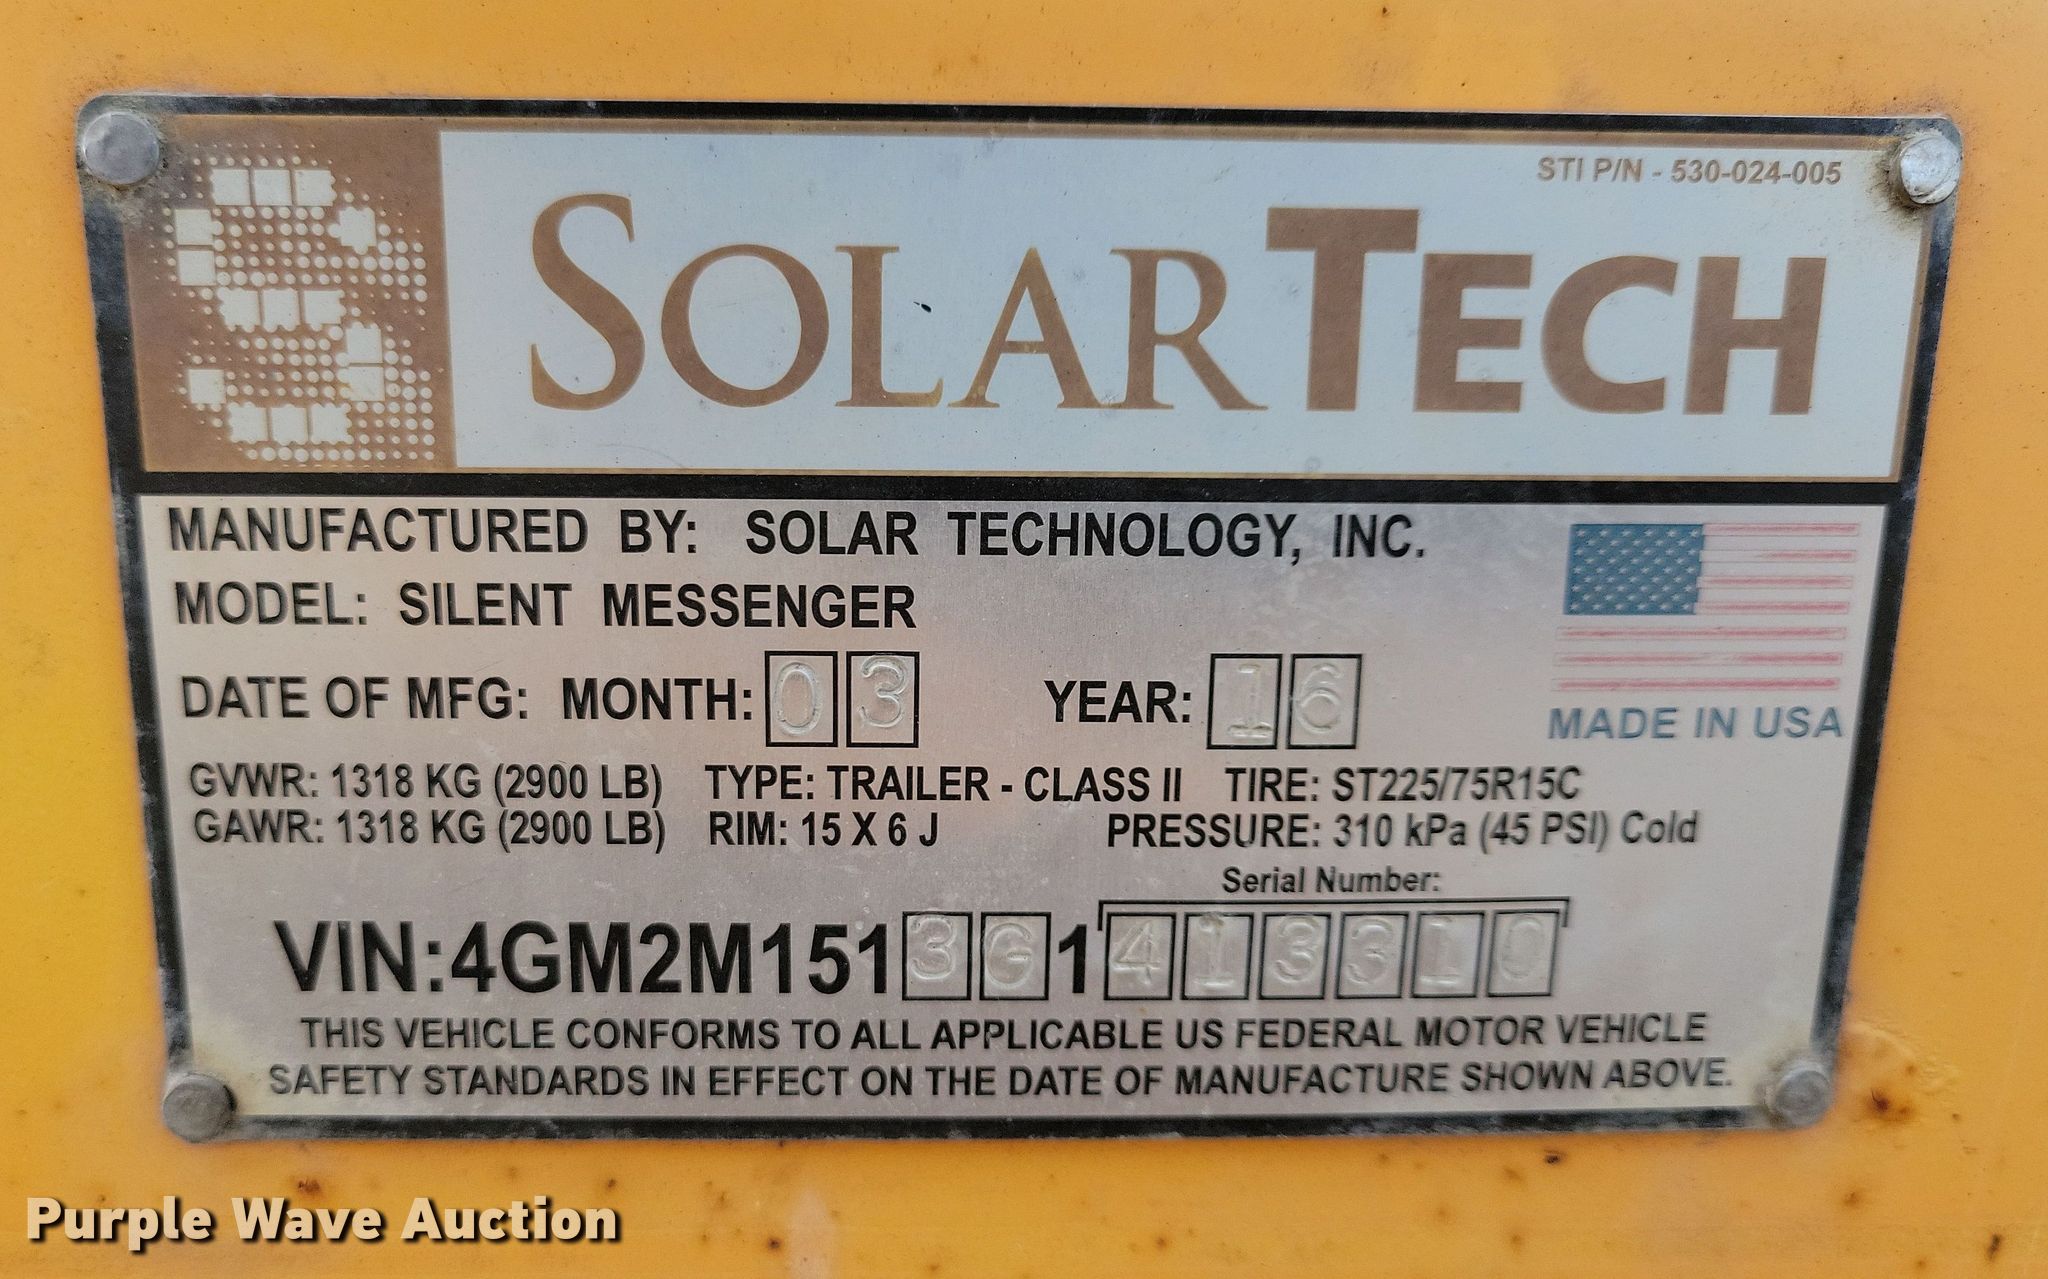 STI P/N - 530-024-005
SOLARTECH
MANUFACTURED BY: SOLAR TECHNOLOGY, INC.
MODEL: SILENT MESSENGER
DATE OF MFG: MONTH: 03 YEAR: 16
MADE IN USA
GVWR: 1318 KG (2900 LB) TYPE: TRAILER - CLASS II TIRE: ST225/75R15C
GAWR: 1318 KG (2900 LB) RIM: 15 X 6 J PRESSURE: 310 kPa (45 PSI) Cold
Serial Number:
VIN:4GM2M1513G1413310
THIS VEHICLE CONFORMS TO ALL APPLICABLE US FEDERAL MOTOR VEHICLE
SAFETY STANDARDS IN EFFECT ON THE DATE OF MANUFACTURE SHOWN ABOVE.
Purple Wave Auction